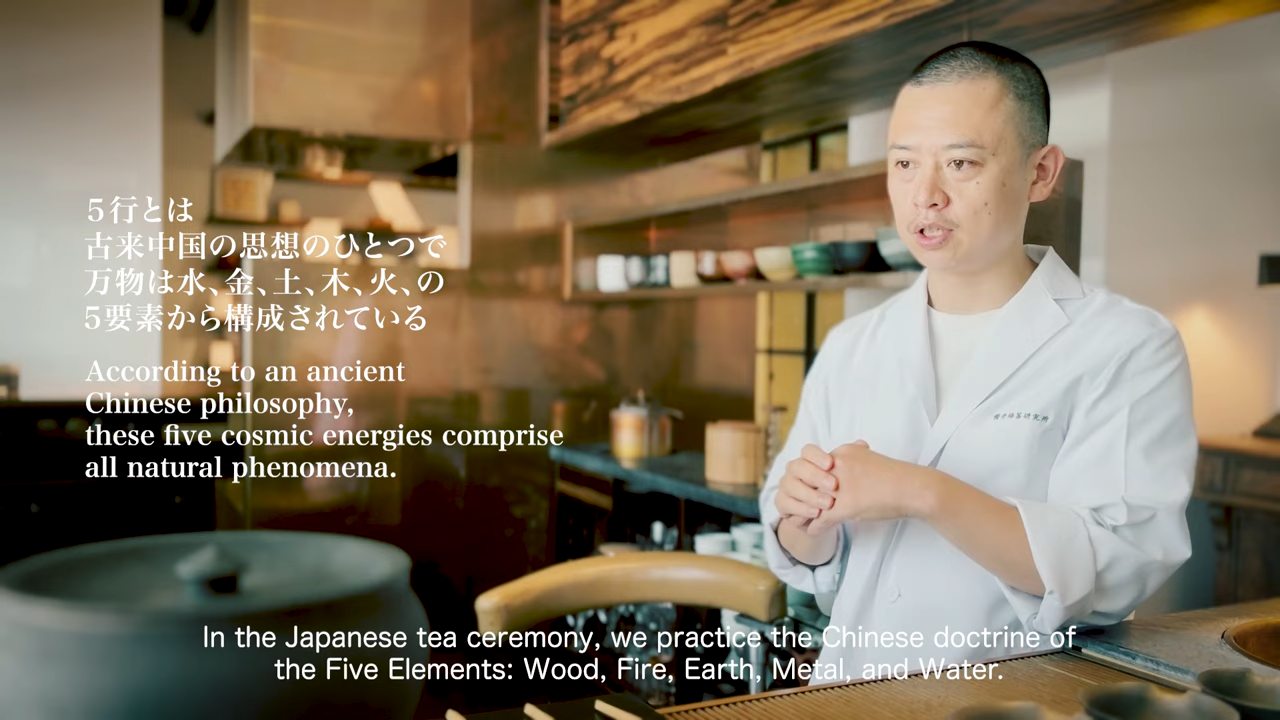 5行とは
古来中国の思想のひとつで
万物は水、金、土、木、火、の
5要素から構成されている
According to an ancient
Chinese philosophy,
these five cosmic energies comprise
all natural phenomena.
In the Japanese tea ceremony, we practice the Chinese doctrine of
the Five Elements: Wood, Fire, Earth, Metal, and Water.